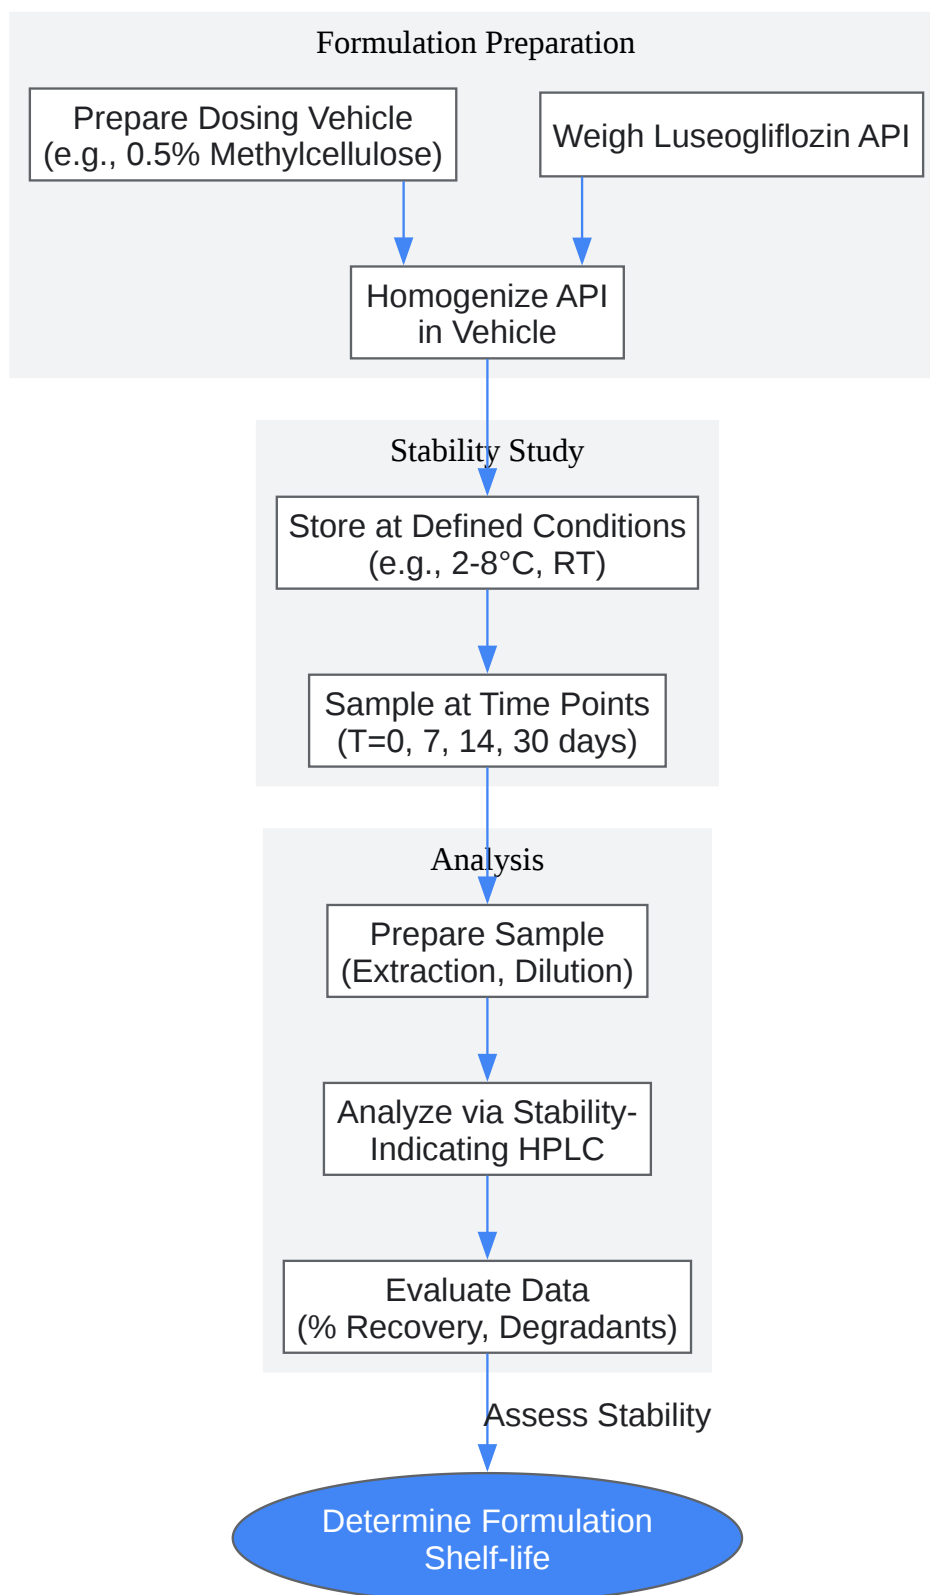 Formulation Preparation
Prepare Dosing Vehicle
(e.g., 0.5% Methylcellulose)
Weigh Luseogliflozin API
Homogenize API
in Vehicle
Stability Study
Store at Defined Conditions
(e.g., 2-8°C, RT)
Sample at Time Points
(T=0, 7, 14, 30 days)
Analysis
Prepare Sample
(Extraction, Dilution)
Analyze via Stability-
Indicating HPLC
Evaluate Data
(% Recovery, Degradants)
Assess Stability
Determine Formulation
Shelf-life